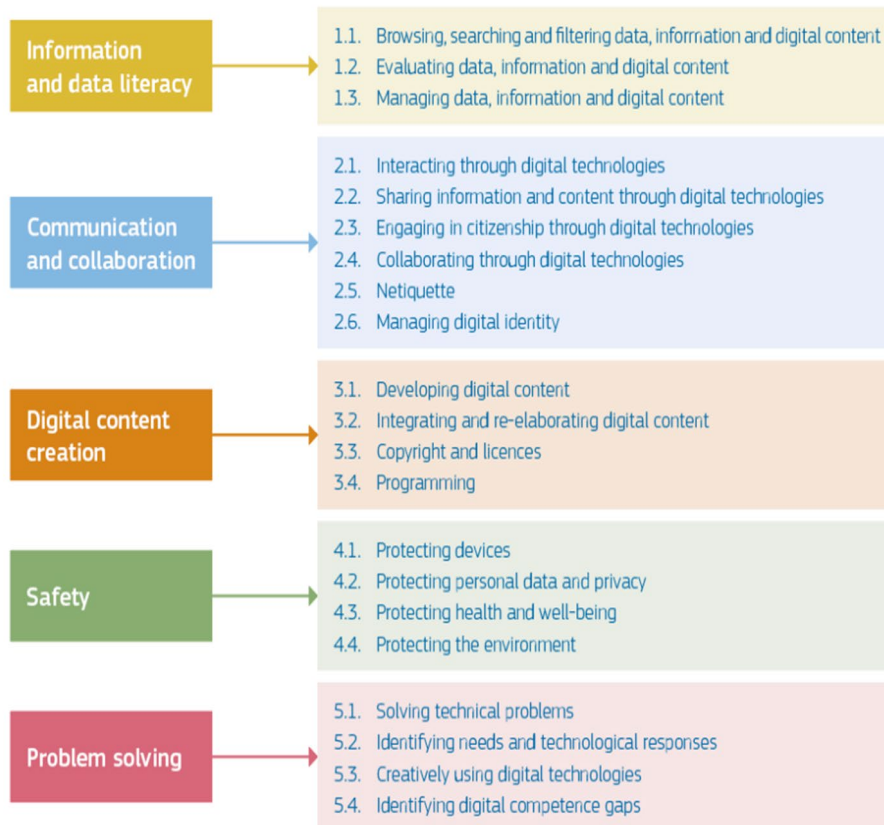 Information
and data literacy
1.1. Browsing, searching and filtering data, information and digital content
1.2. Evaluating data, information and digital content
1.3. Managing data, information and digital content
Communication
and collaboration
2.1. Interacting through digital technologies
2.2. Sharing information and content through digital technologies
2.3. Engaging in citizenship through digital technologies
2.4. Collaborating through digital technologies
2.5. Netiquette
2.6. Managing digital identity
Digital content
creation
3.1. Developing digital content
3.2. Integrating and re-elaborating digital content
3.3. Copyright and licences
3.4. Programming
Safety
4.1. Protecting devices
4.2. Protecting personal data and privacy
4.3. Protecting health and well-being
4.4. Protecting the environment
Problem solving
5.1. Solving technical problems
5.2. Identifying needs and technological responses
5.3. Creatively using digital technologies
5.4. Identifying digital competence gaps